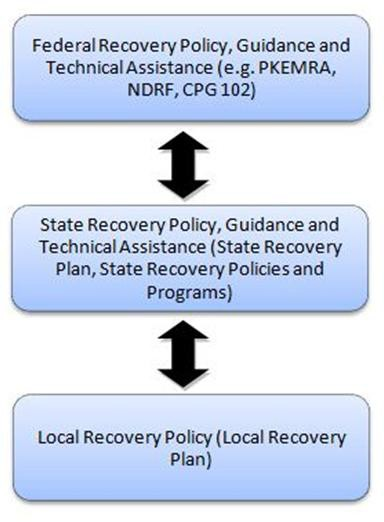 Federal Recovery Policy, Guidance and
Technical Assistance (e.g. PKEMRA,
NDRF, CPG 102)
State Recovery Policy, Guidance and
Technical Assistance (State Recovery
Plan, State Recovery Policies and
Programs)
Local Recovery Policy (Local Recovery
Plan)